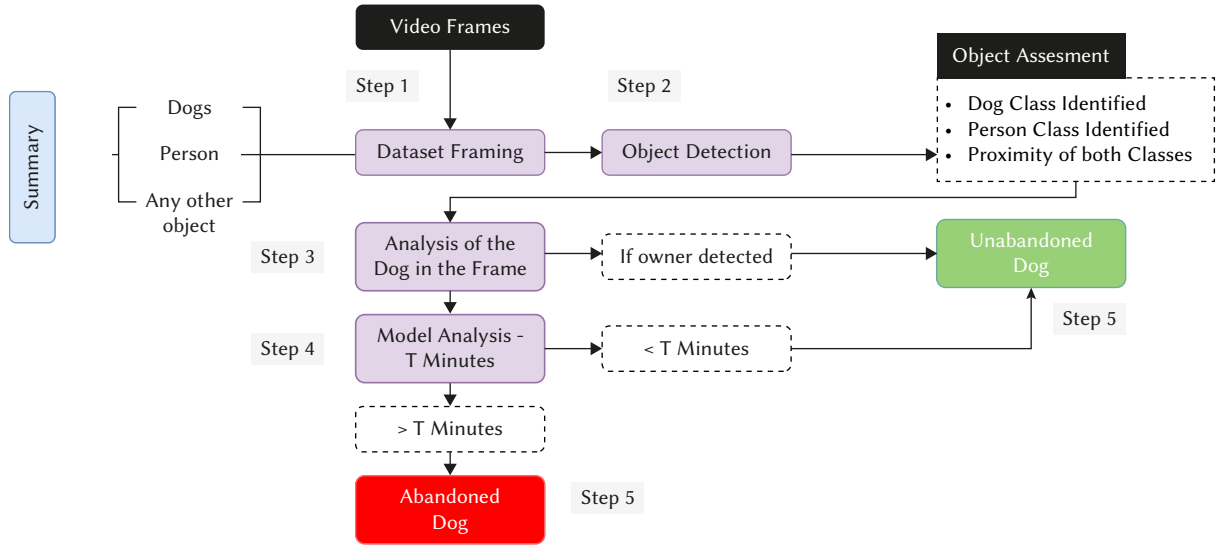 Video Frames
Step 1
Step 2
Object Assesment
Summary
Dogs
Person
Any other
object
Dataset Framing
Object Detection
• Dog Class Identified
• Person Class Identified
• Proximity of both Classes
Step 3
Analysis of the
Dog in the Frame
If owner detected
Unabandoned
Dog
Step 4
Model Analysis -
T Minutes
< T Minutes
Step 5
> T Minutes
Abandoned
Dog
Step 5